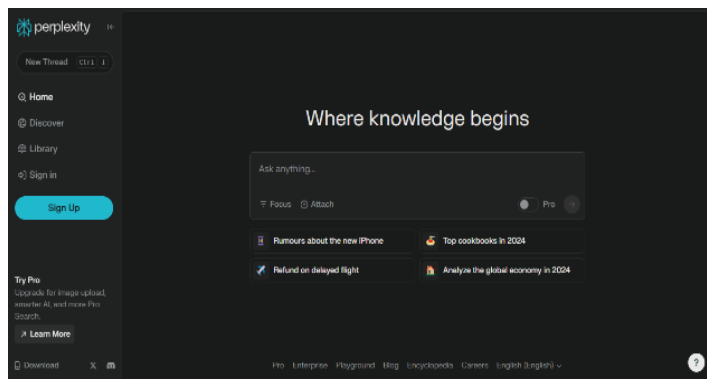 perplexity
New Thread Ctrl I
Home
Discover
Library
Sign in
Sign Up
Try Pro
Upgrade for image upload,
smarter AI, and more Pro
Search.
Learn More
Download
Where knowledge begins
Ask anything...
Focus Attach Pro
Rumours about the new iPhone
Top cookbooks in 2024
Refund on delayed flight
Analyze the global economy in 2024
Pro Enterprise Playground Blog Encyclopedia Careers English (English)
?